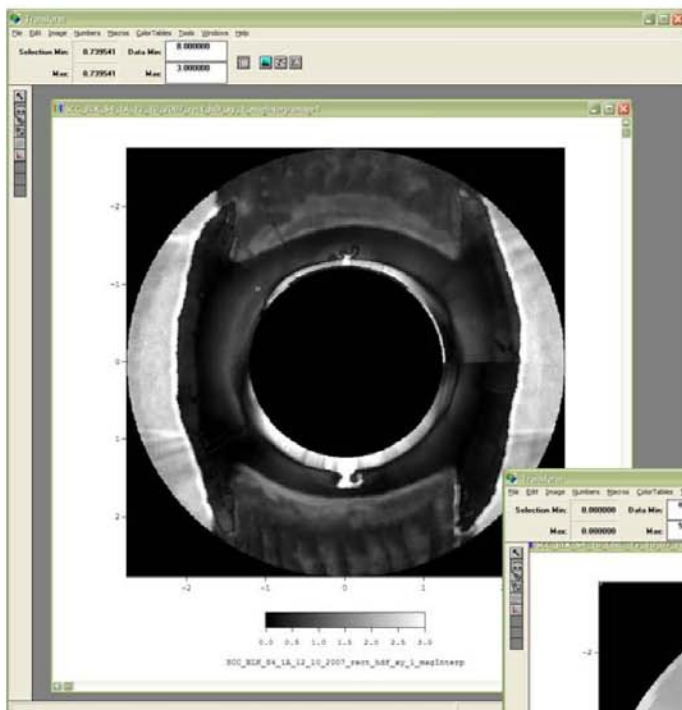 Transform
File Edit Image Numbers Macros ColorTables Tools Windows Help
Selection Min: 0.739541 Data Min: 0.000000
Max: 0.739541 Max: 3.000000
-2
-1
0
1
2
-2 -1 0 1
0.0 0.5 1.0 1.5 2.0 2.5 3.0
Transform
File Edit Image Numbers Macros ColorTables
Selection Min: 0.000000 Data Min:
Max: 0.000000 Max:
-2